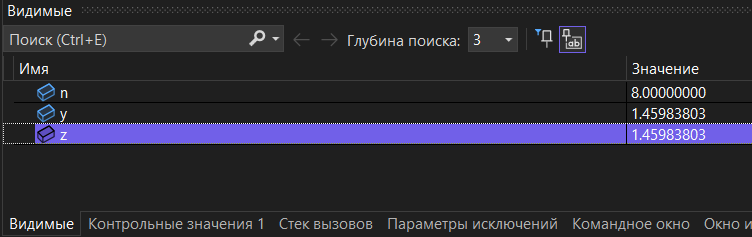 Видимые
Поиск (Ctrl+E) Глубина поиска: 3
Имя Значение
n 8.00000000
y 1.45983803
z 1.45983803
Видимые Контрольные значения 1 Стек вызовов Параметры исключений Командное окно Окно и